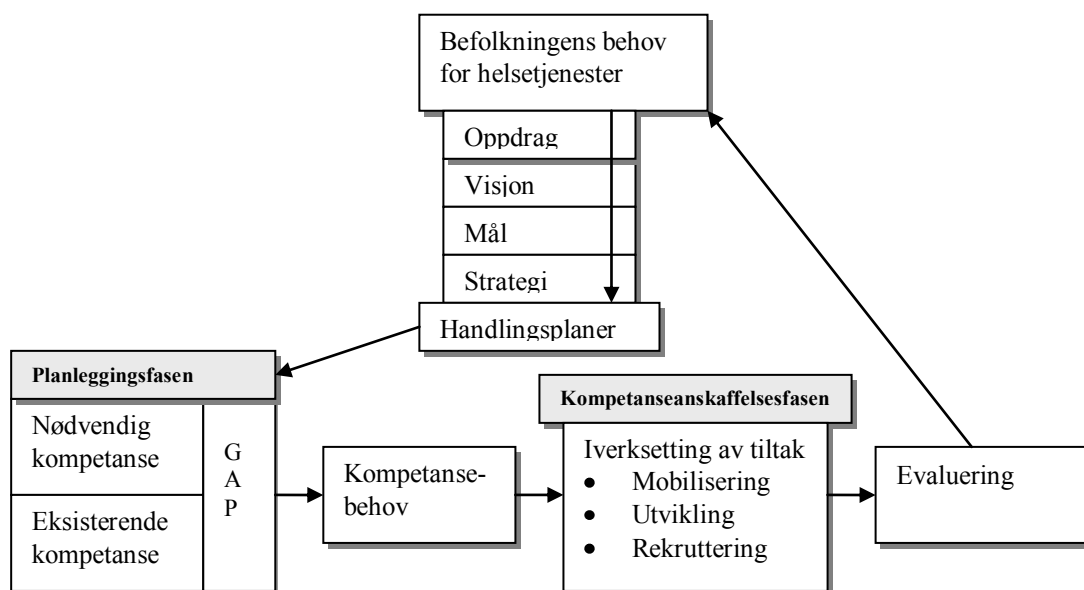 Befolkningens behov
for helsetjenester
Oppdrag
Visjon
Mål
Strategi
Handlingsplaner
Planleggingsfasen
Nødvendig
kompetanse
Eksisterende
kompetanse
G
A
P
Kompetanse-
behov
Kompetanseanskaffelsesfasen
Iverksetting av tiltak
• Mobilisering
• Utvikling
• Rekruttering
Evaluering